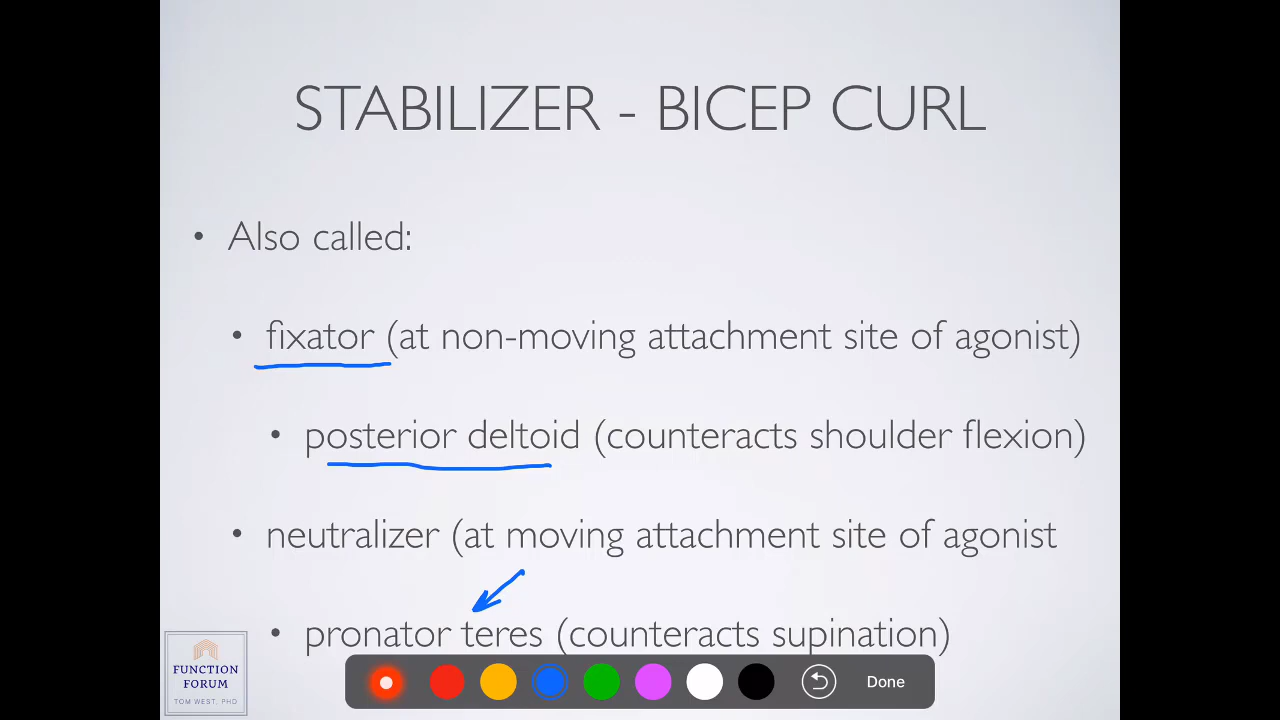 STABILIZER - BICEP CURL
• Also called:
• fixator (at non-moving attachment site of agonist)
• posterior deltoid (counteracts shoulder flexion)
• neutralizer (at moving attachment site of agonist
• pronator teres (counteracts supination)
FUNCTION
FORUM
TOM WEST, PHD
Done